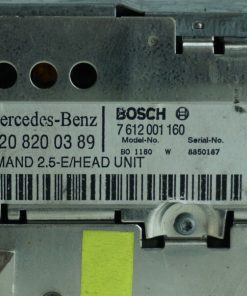 ercedes-Benz
BOSCH
20 820 03 89
7 612 001 160
Model-No. Serial-No.
BO 1180 W 8850187
MAND 2.5-E/HEAD UNIT